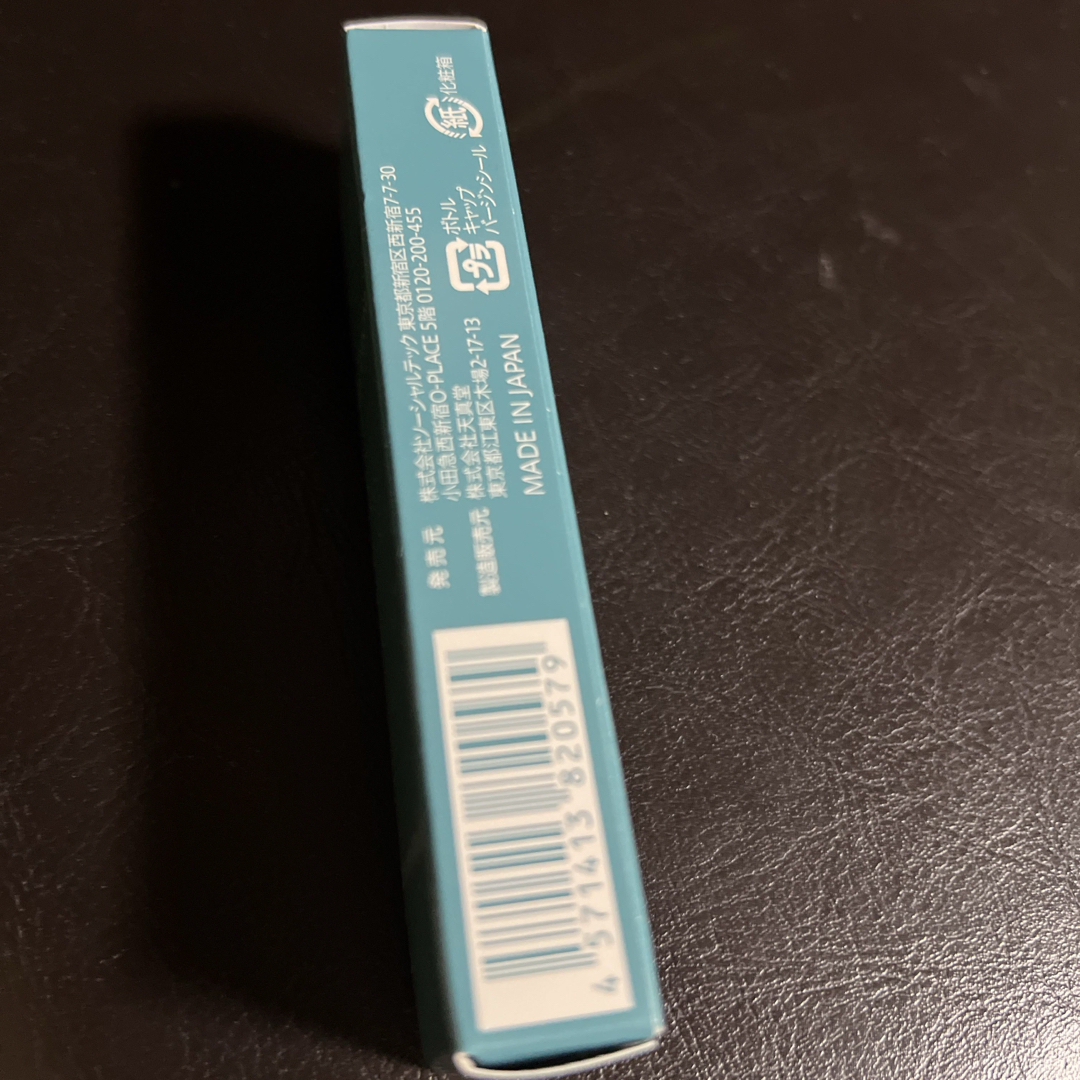 発売元 株式会社ソーシャルテック 東京都新宿区西新宿7-7-30
小田急西新宿O-PLACE 5階 0120-200-455
製造販売元 株式会社天真堂
東京都江東区木場2-17-13
MADE IN JAPAN
プラ
ボトル
キャップ
バージンシール
紙 化粧箱
4 571413 820579